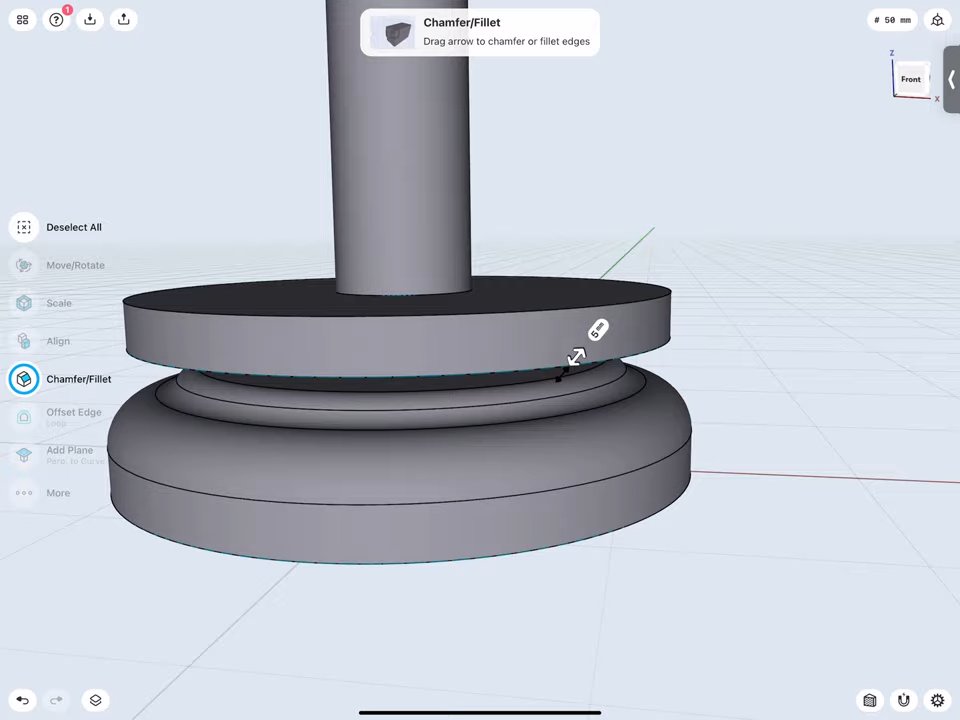 1
Chamfer/Fillet
Drag arrow to chamfer or fillet edges
# 50 mm
Z
Front
X
Deselect All
Move/Rotate
Scale
Align
Chamfer/Fillet
Offset Edge
Loop
Add Plane
Perp. to Curve
More
5 mm